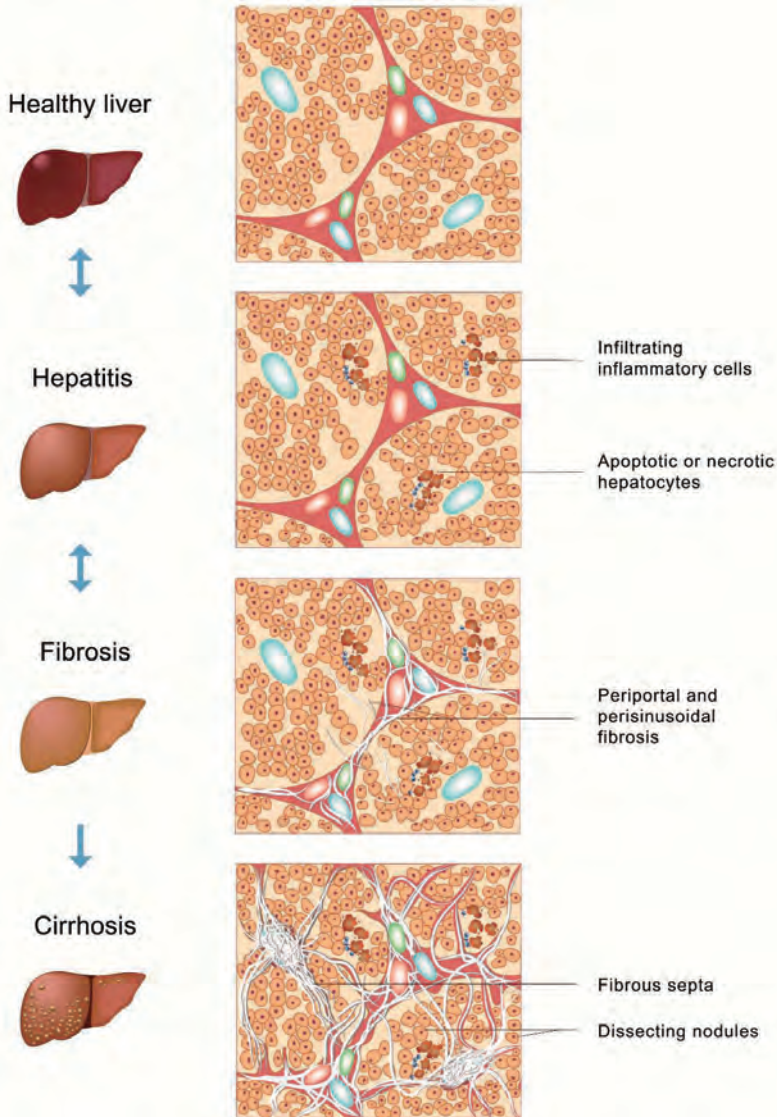 Healthy liver
Hepatitis
Infiltrating
inflammatory cells
Apoptotic or necrotic
hepatocytes
Fibrosis
Periportal and
perisinusoidal
fibrosis
Cirrhosis
Fibrous septa
Dissecting nodules